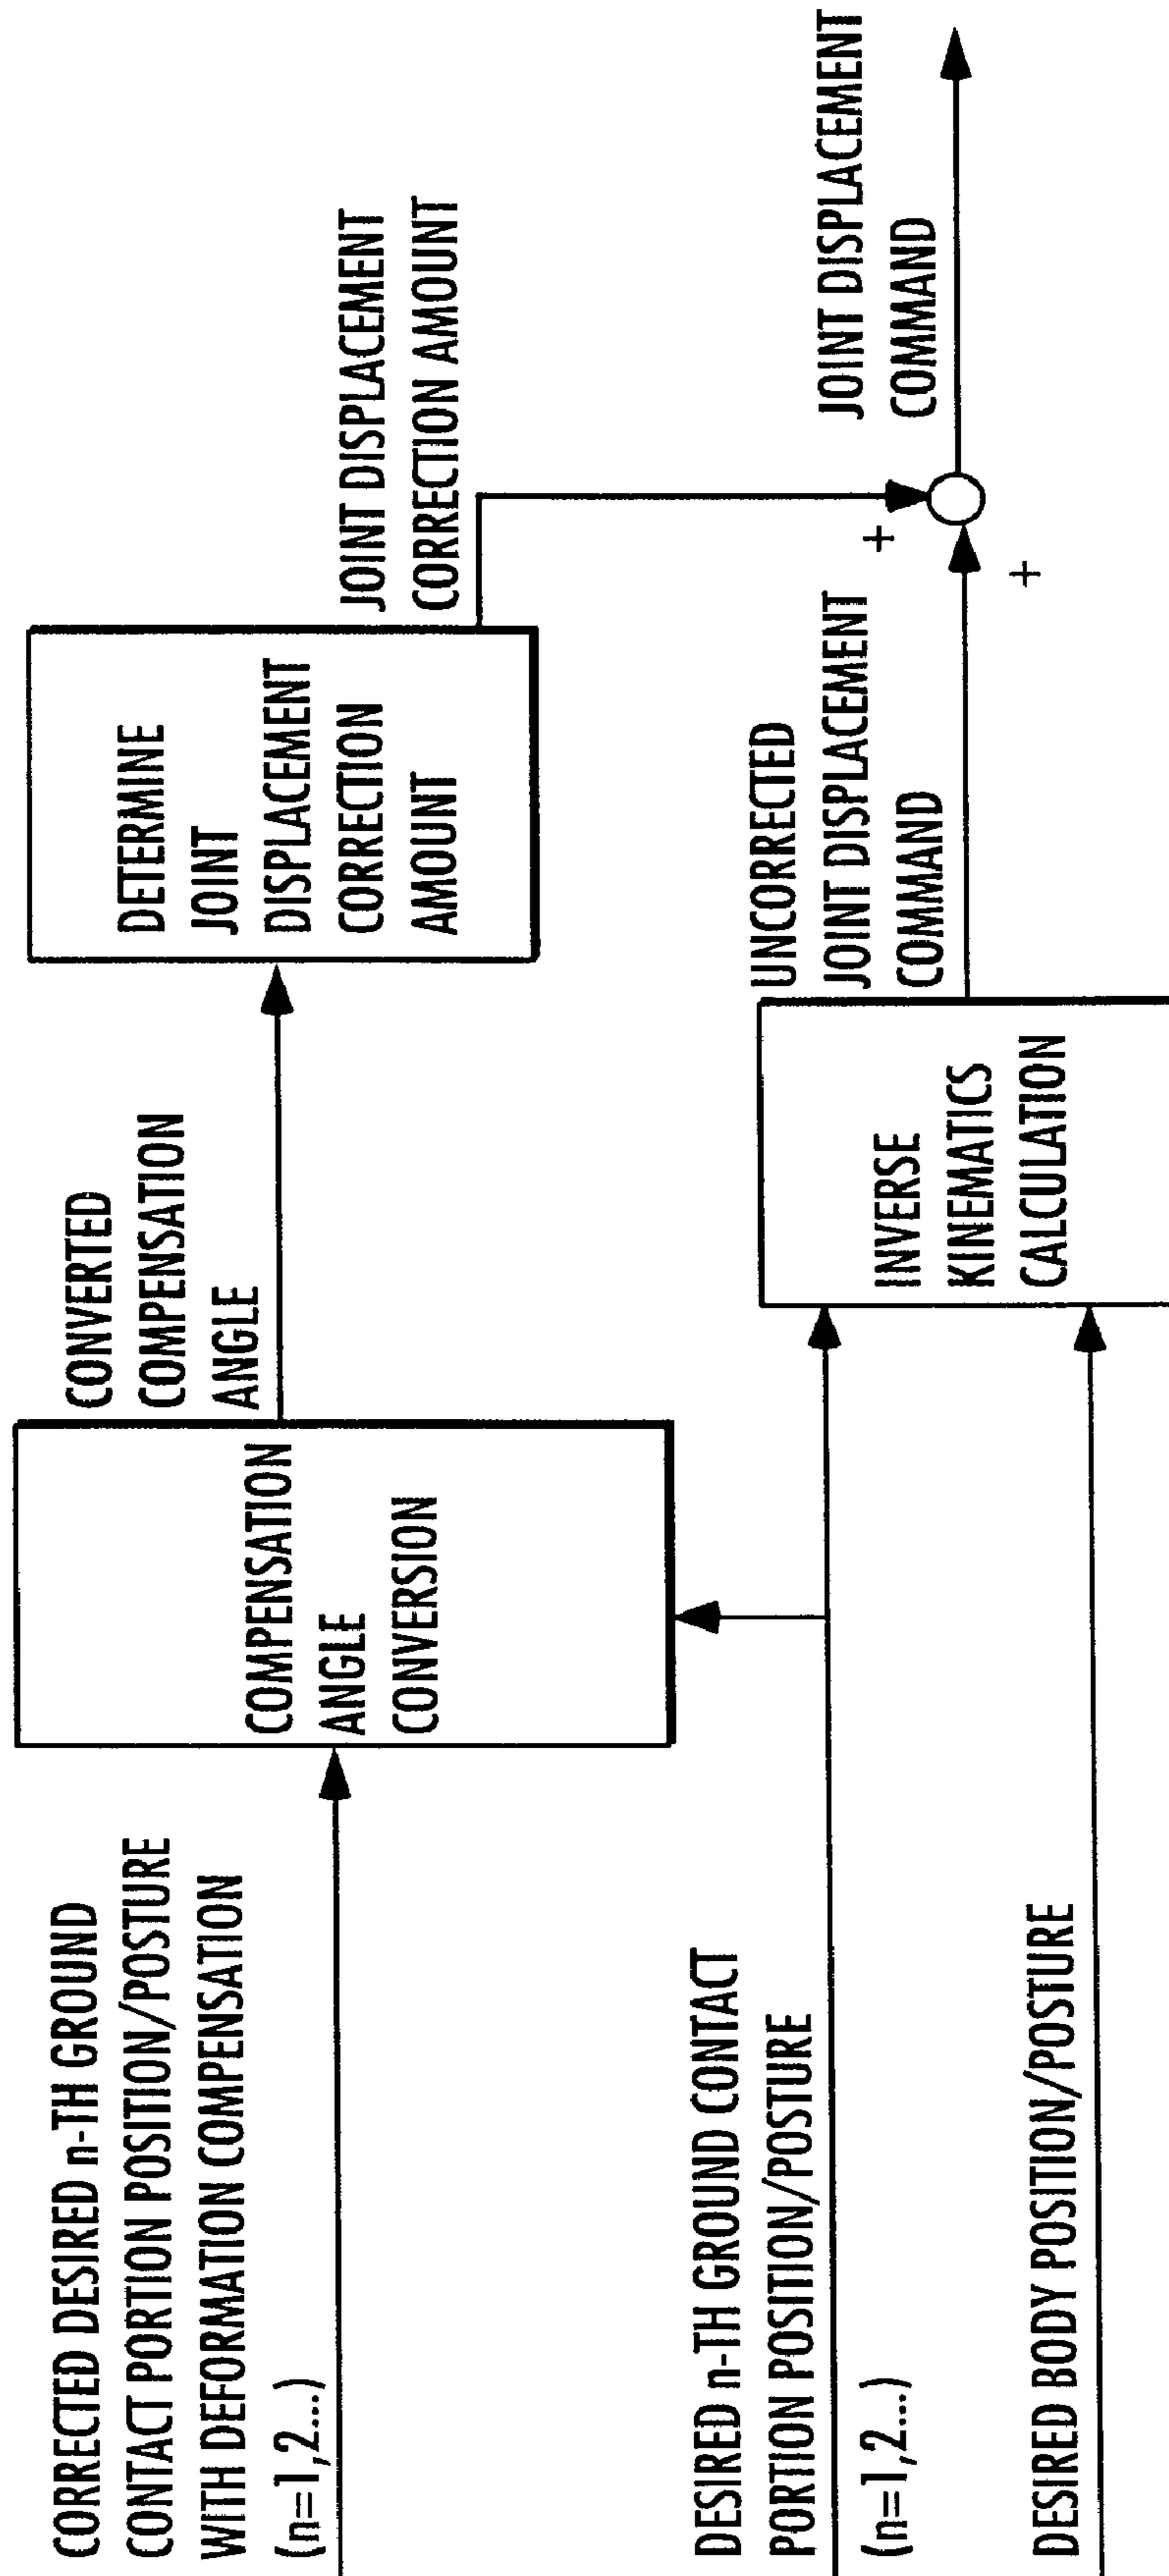 CORRECTED DESIRED n-TH GROUND
CONTACT PORTION POSITION/POSTURE
WITH DEFORMATION COMPENSATION
(n=1,2...)
COMPENSATION
ANGLE
CONVERSION
CONVERTED
COMPENSATION
ANGLE
DETERMINE
JOINT
DISPLACEMENT
CORRECTION
AMOUNT
JOINT DISPLACEMENT
CORRECTION AMOUNT
DESIRED n-TH GROUND CONTACT
PORTION POSITION/POSTURE
(n=1,2...)
DESIRED BODY POSITION/POSTURE
INVERSE
KINEMATICS
CALCULATION
UNCORRECTED
JOINT DISPLACEMENT
COMMAND
+
+
JOINT DISPLACEMENT
COMMAND